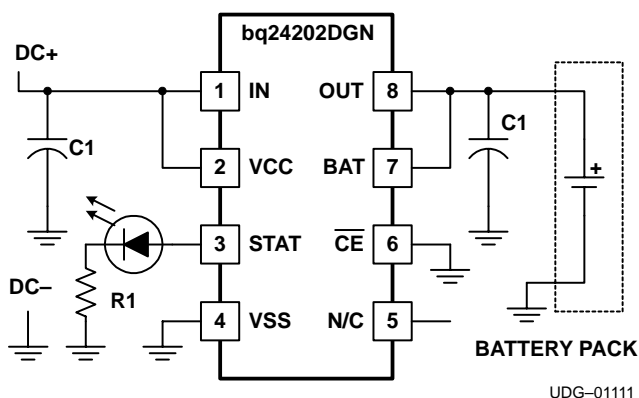 bq24202DGN
DC+
1 IN OUT 8
C1 C1
2 VCC BAT 7
+
3 STAT CE 6
DC–
R1
4 VSS N/C 5
BATTERY PACK
UDG–01111